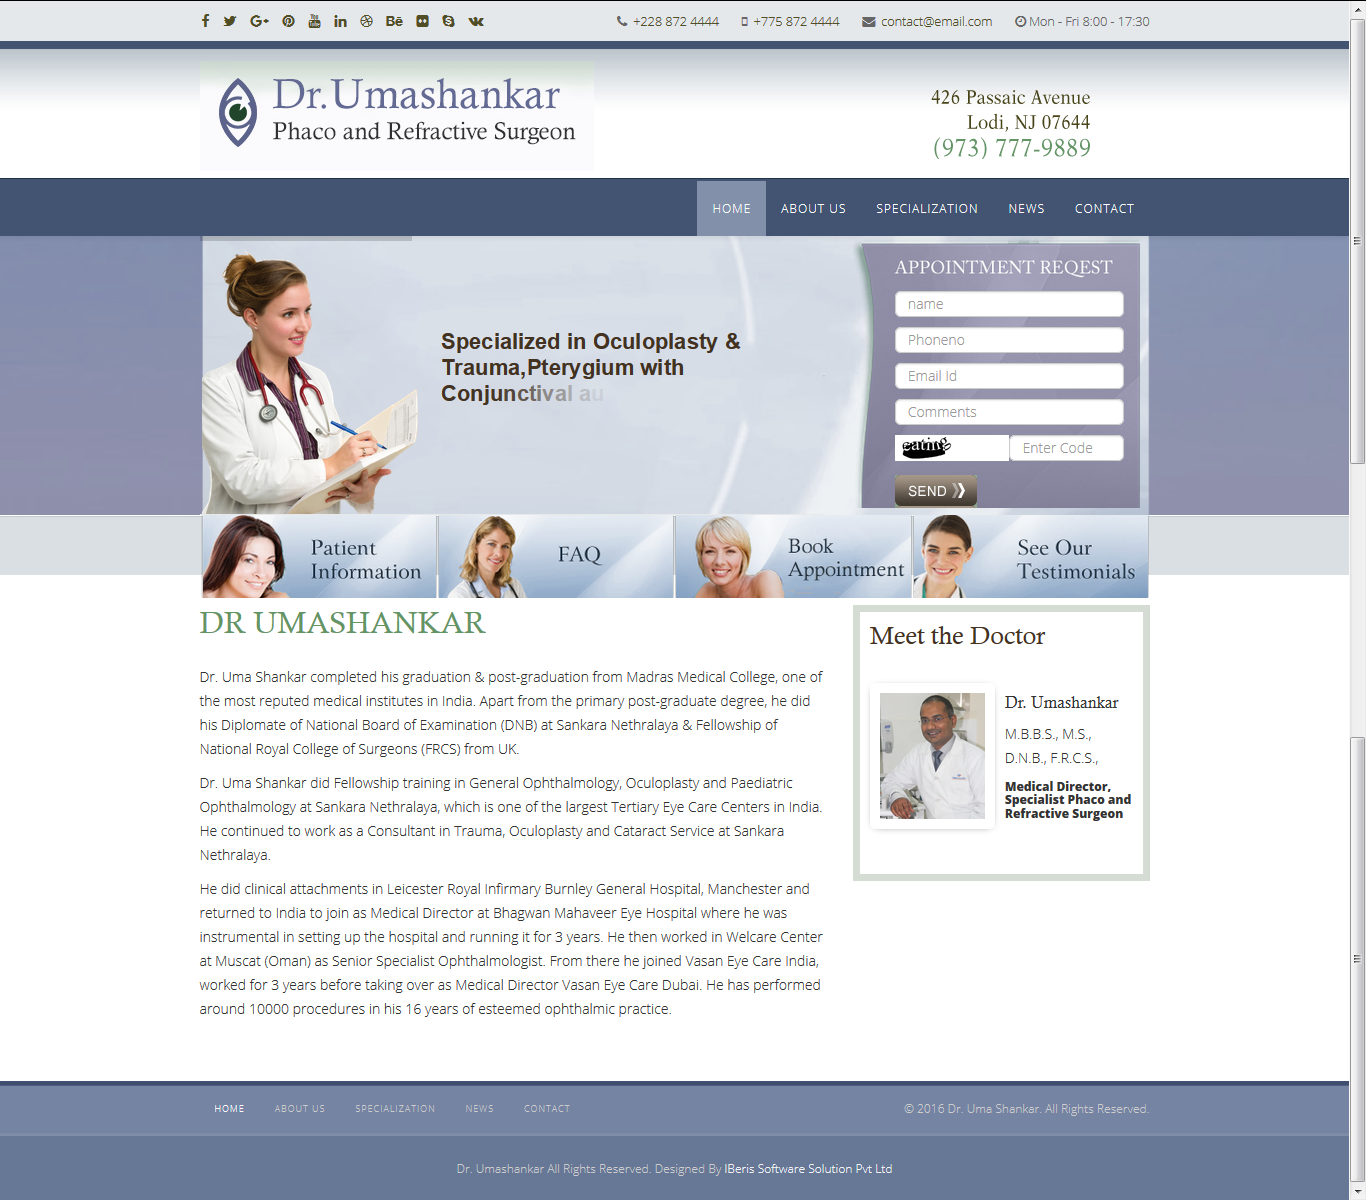 +228 872 4444 +775 872 4444 contact@email.com Mon - Fri 8:00 - 17:30
Dr.Umashankar
Phaco and Refractive Surgeon
426 Passaic Avenue
Lodi, NJ 07644
(973) 777-9889
HOME ABOUT US SPECIALIZATION NEWS CONTACT
Specialized in Oculoplasty &
Trauma,Pterygium with
Conjunctival au
APPOINTMENT REQEST
name
Phoneno
Email Id
Comments
eating Enter Code
SEND
Patient
Information
FAQ
Book
Appointment
See Our
Testimonials
DR UMASHANKAR
Dr. Uma Shankar completed his graduation & post-graduation from Madras Medical College, one of
the most reputed medical institutes in India. Apart from the primary post-graduate degree, he did
his Diplomate of National Board of Examination (DNB) at Sankara Nethralaya & Fellowship of
National Royal College of Surgeons (FRCS) from UK.
Dr. Uma Shankar did Fellowship training in General Ophthalmology, Oculoplasty and Paediatric
Ophthalmology at Sankara Nethralaya, which is one of the largest Tertiary Eye Care Centers in India.
He continued to work as a Consultant in Trauma, Oculoplasty and Cataract Service at Sankara
Nethralaya.
He did clinical attachments in Leicester Royal Infirmary Burnley General Hospital, Manchester and
returned to India to join as Medical Director at Bhagwan Mahaveer Eye Hospital where he was
instrumental in setting up the hospital and running it for 3 years. He then worked in Welcare Center
at Muscat (Oman) as Senior Specialist Ophthalmologist. From there he joined Vasan Eye Care India,
worked for 3 years before taking over as Medical Director Vasan Eye Care Dubai. He has performed
around 10000 procedures in his 16 years of esteemed ophthalmic practice.
Meet the Doctor
Dr. Umashankar
M.B.B.S., M.S.,
D.N.B., F.R.C.S.,
Medical Director,
Specialist Phaco and
Refractive Surgeon
HOME ABOUT US SPECIALIZATION NEWS CONTACT
© 2016 Dr. Uma Shankar. All Rights Reserved.
Dr. Umashankar All Rights Reserved. Designed By IBeris Software Solution Pvt Ltd